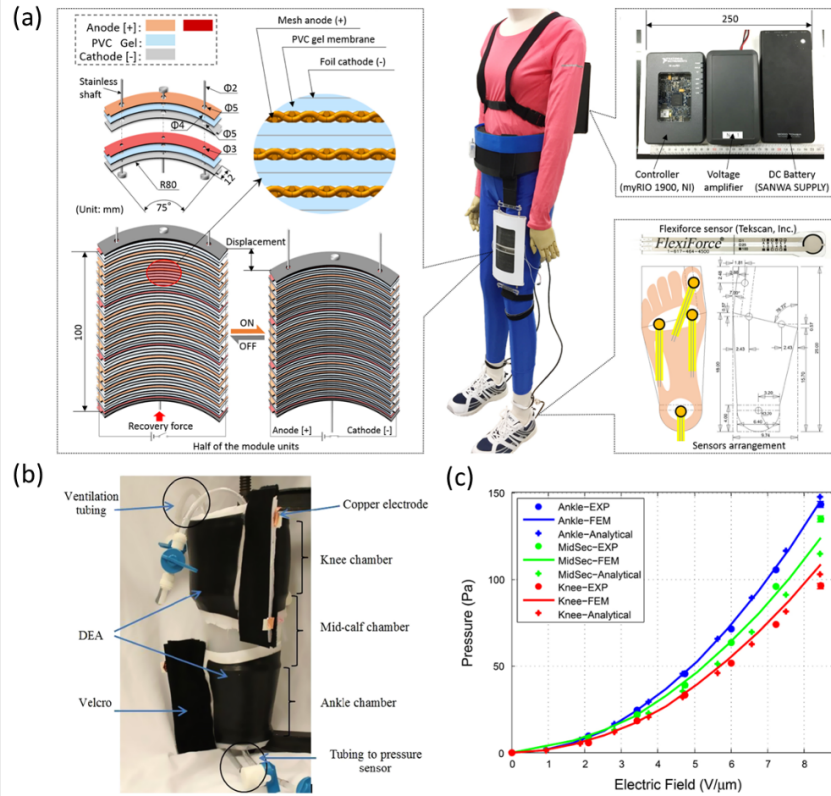 (a)
Anode [+] :
PVC Gel :
Cathode [-] :
Stainless
shaft
Φ2
Φ5
Φ4
Φ5
Φ3
R80
12
75°
(Unit: mm)
Mesh anode (+)
PVC gel membrane
Foil cathode (-)
Displacement
100
ON
OFF
Recovery force
Anode [+]
Cathode [-]
Half of the module units
250
Controller
(myRIO 1900, NI)
Voltage
amplifier
DC Battery
(SANWA SUPPLY)
Flexiforce sensor (Tekscan, Inc.)
FlexiForce®
Sensors arrangement
(b)
Ventilation
tubing
Copper electrode
Knee chamber
DEA
Mid-calf chamber
Velcro
Ankle chamber
Tubing to pressure
sensor
(c)
150
100
50
0
Pressure (Pa)
Ankle−EXP
Ankle−FEM
Ankle−Analytical
MidSec−EXP
MidSec−FEM
MidSec−Analytical
Knee−EXP
Knee−FEM
Knee−Analytical
0 1 2 3 4 5 6 7 8
Electric Field (V/μm)